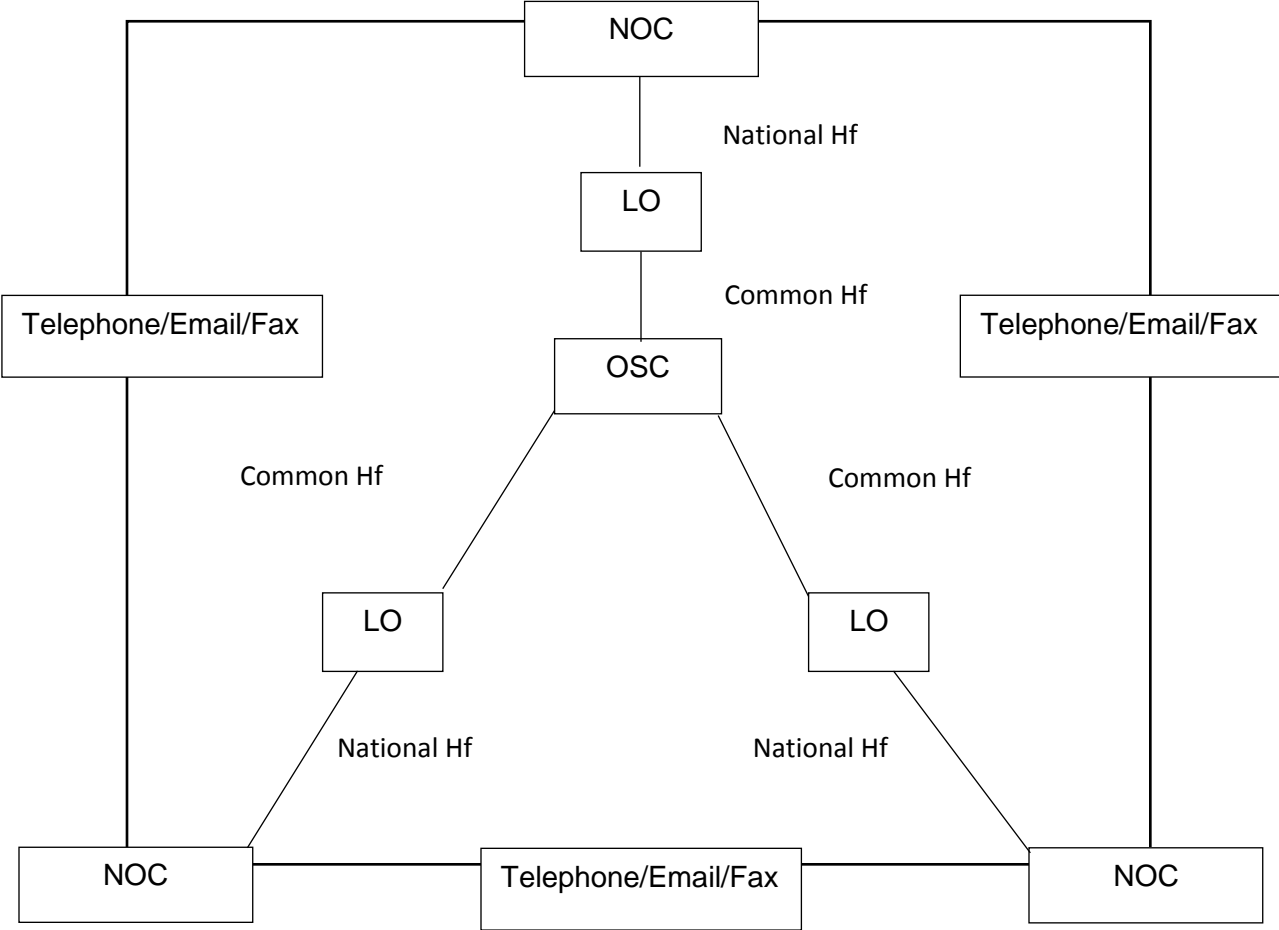 NOC
National Hf
LO
Common Hf
Telephone/Email/Fax
Telephone/Email/Fax
OSC
Common Hf
Common Hf
LO
LO
National Hf
National Hf
NOC
Telephone/Email/Fax
NOC